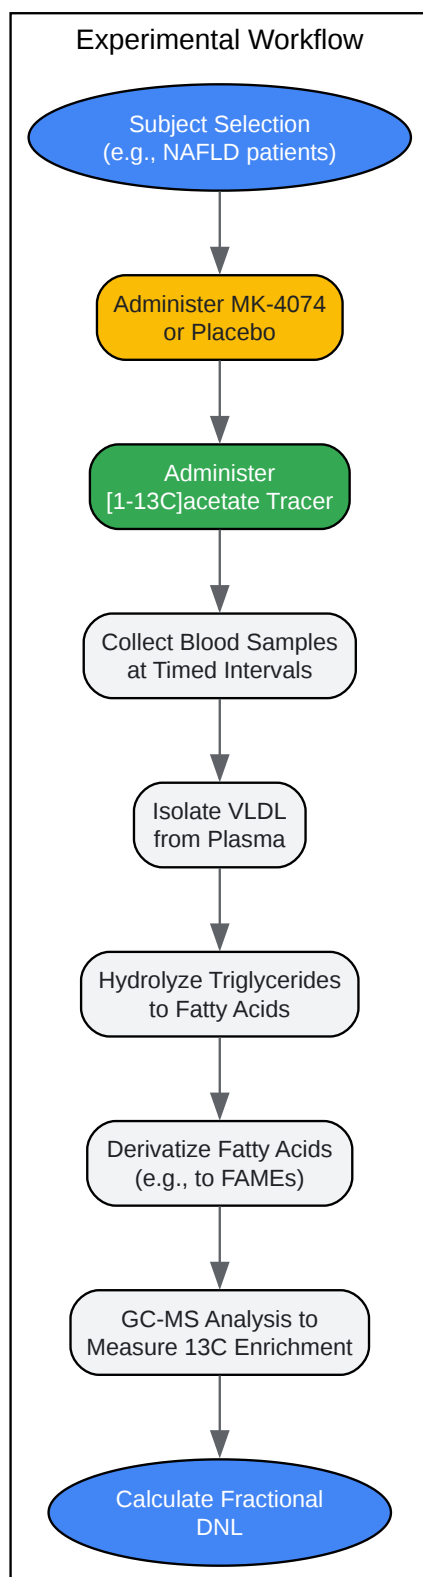 Experimental Workflow
Subject Selection
(e.g., NAFLD patients)
Administer MK-4074
or Placebo
Administer
[1-13C]acetate Tracer
Collect Blood Samples
at Timed Intervals
Isolate VLDL
from Plasma
Hydrolyze Triglycerides
to Fatty Acids
Derivatize Fatty Acids
(e.g., to FAMEs)
GC-MS Analysis to
Measure 13C Enrichment
Calculate Fractional
DNL